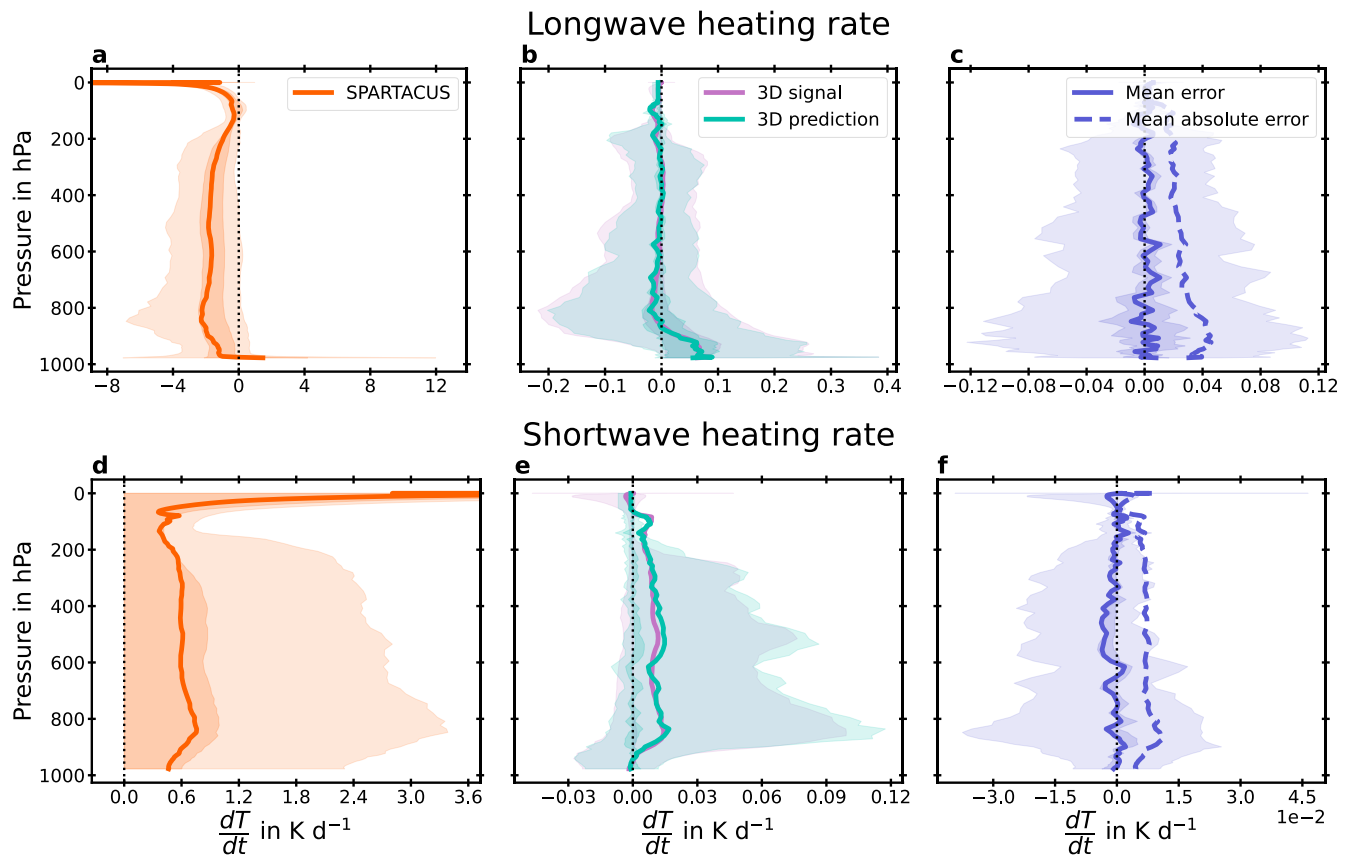 Longwave heating rate
a
b
c
SPARTACUS
3D signal
3D prediction
Mean error
Mean absolute error
Pressure in hPa
0
200
400
600
800
1000
−8 −4 0 4 8 12
−0.2 −0.1 0.0 0.1 0.2 0.3 0.4
−0.12 −0.08 −0.04 0.00 0.04 0.08 0.12
Shortwave heating rate
d
e
f
Pressure in hPa
0
200
400
600
800
1000
0.0 0.6 1.2 1.8 2.4 3.0 3.6
−0.03 0.00 0.03 0.06 0.09 0.12
−3.0 −1.5 0.0 1.5 3.0 4.5
1e−2
dT/dt in K d⁻¹
dT/dt in K d⁻¹
dT/dt in K d⁻¹